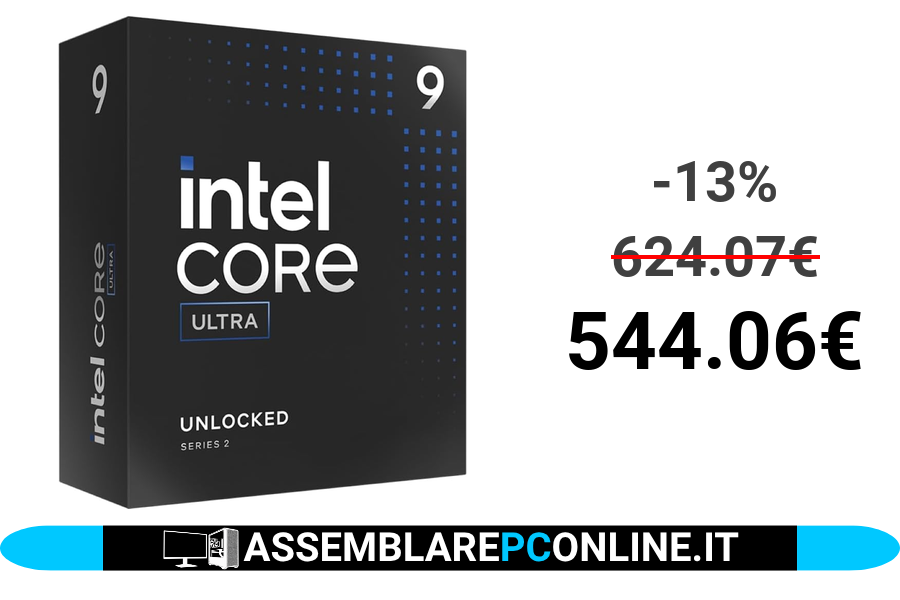 9
9
intel
CORE
ULTRA
UNLOCKED
SERIES 2
intel CORE ULTRA
-13%
624.07€
544.06€
ASSEMBLAREPCONLINE.IT